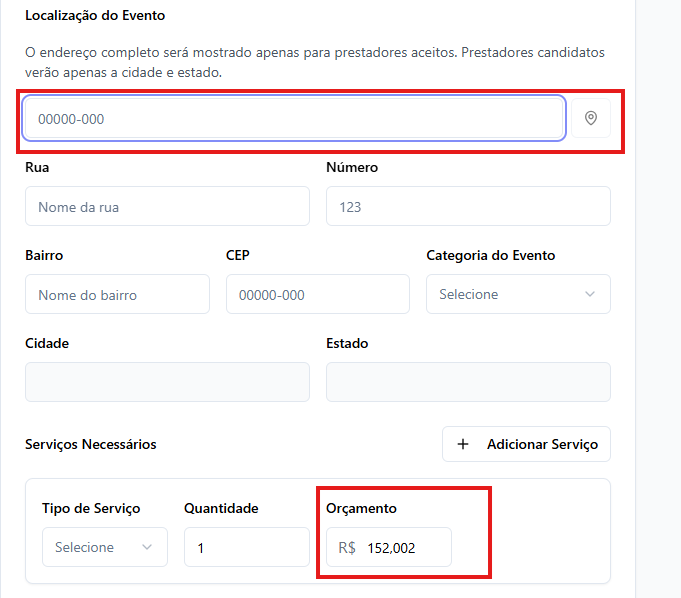 Localização do Evento
O endereço completo será mostrado apenas para prestadores aceitos. Prestadores candidatos
verão apenas a cidade e estado.
00000-000
Rua
Número
Nome da rua
123
Bairro
CEP
Categoria do Evento
Nome do bairro
00000-000
Selecione
Cidade
Estado
Serviços Necessários
+ Adicionar Serviço
Tipo de Serviço
Quantidade
Orçamento
Selecione
1
R$ 152,002